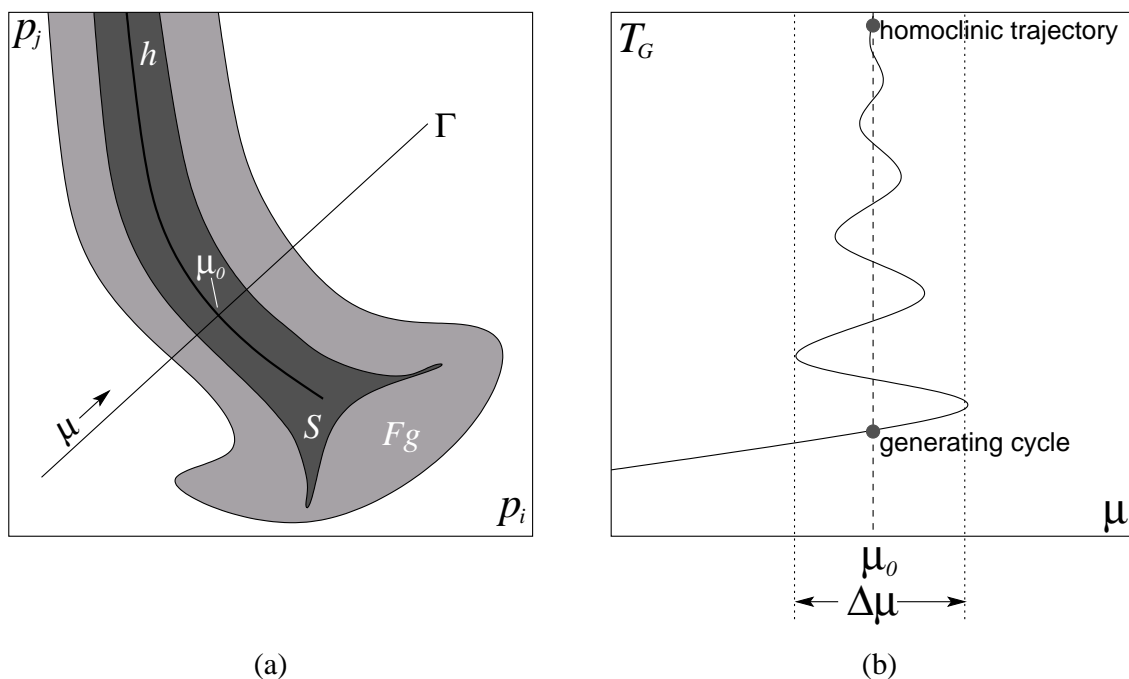 p_j
h
Γ
μ_0
μ
S
Fg
p_i
(a)
T_G
homoclinic trajectory
generating cycle
μ
μ_0
Δμ
(b)